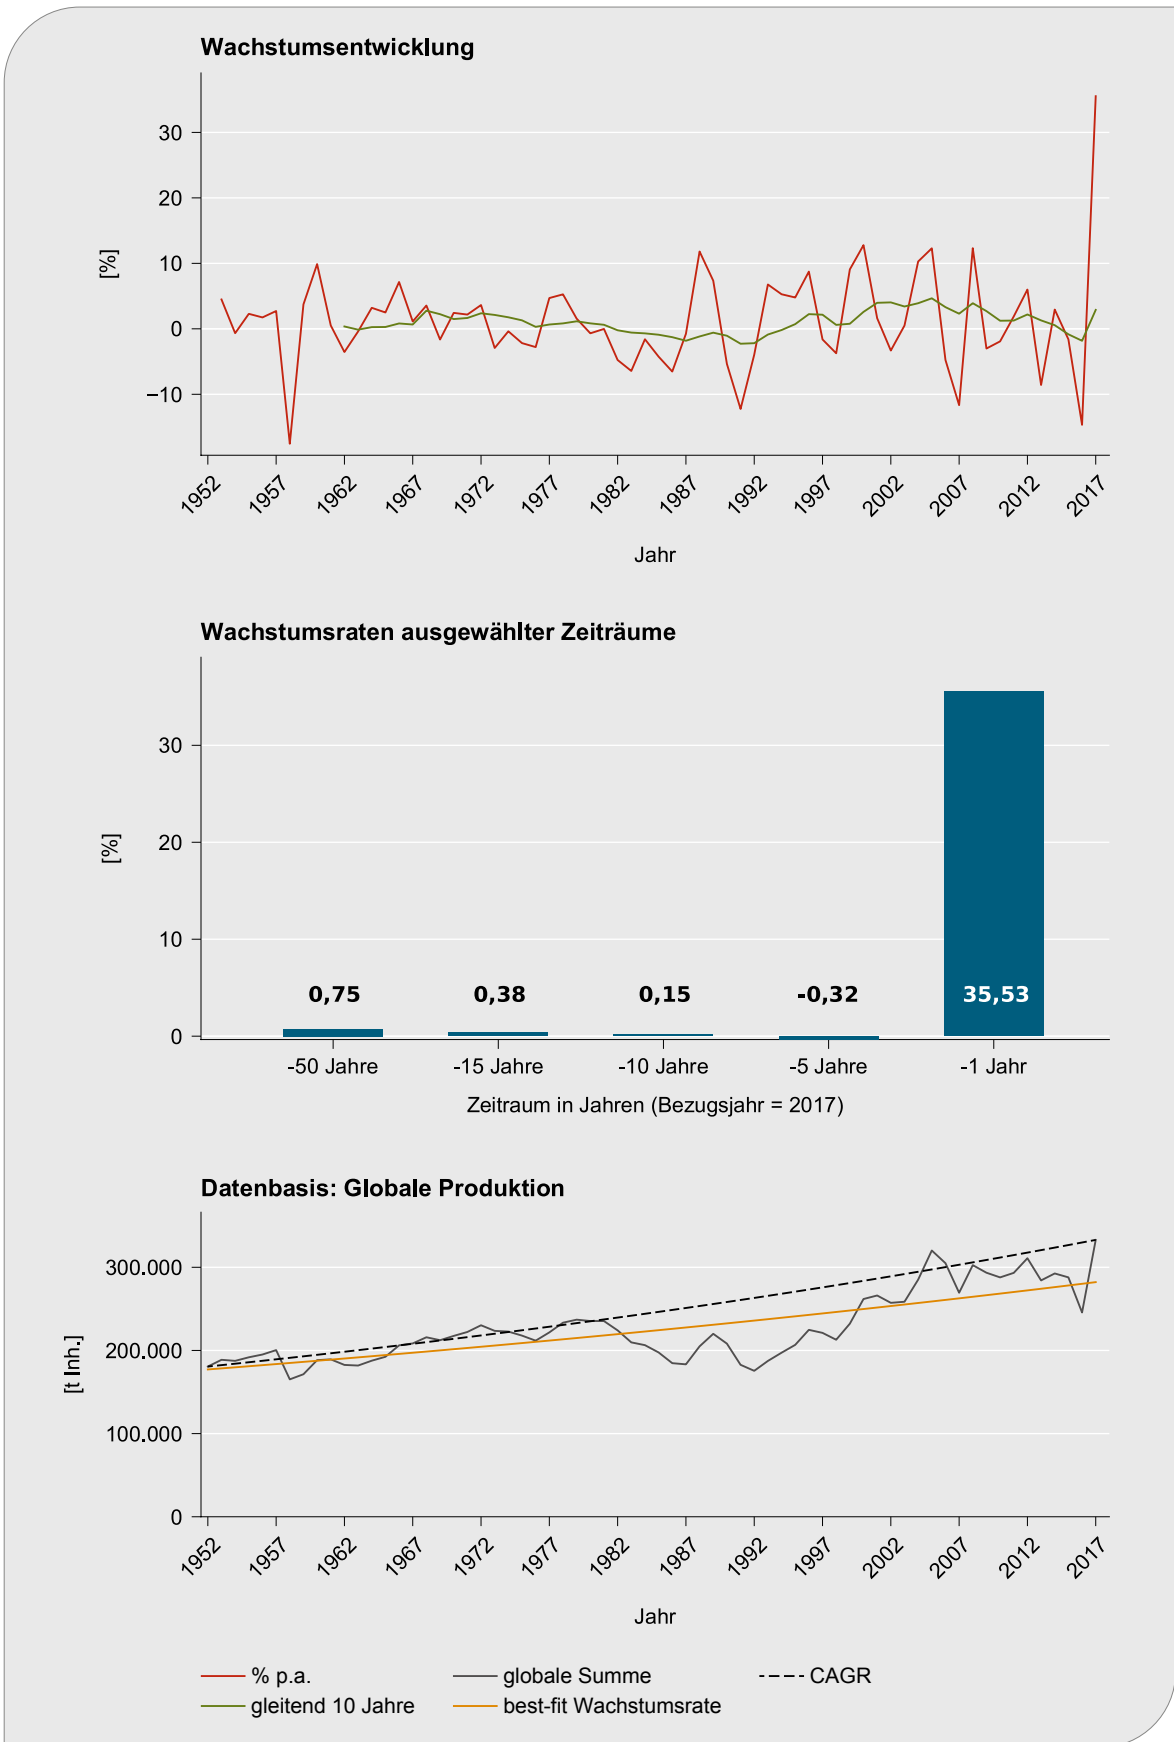 Wachstumsentwicklung
30
20
10
0
−10
[%]
1952 1957 1962 1967 1972 1977 1982 1987 1992 1997 2002 2007 2012 2017
Jahr
Wachstumsraten ausgewählter Zeiträume
30
20
10
0
[%]
0,75 0,38 0,15 -0,32 35,53
-50 Jahre -15 Jahre -10 Jahre -5 Jahre -1 Jahr
Zeitraum in Jahren (Bezugsjahr = 2017)
Datenbasis: Globale Produktion
300.000
200.000
100.000
0
[t Inh.]
1952 1957 1962 1967 1972 1977 1982 1987 1992 1997 2002 2007 2012 2017
Jahr
% p.a. globale Summe CAGR
gleitend 10 Jahre best-fit Wachstumsrate